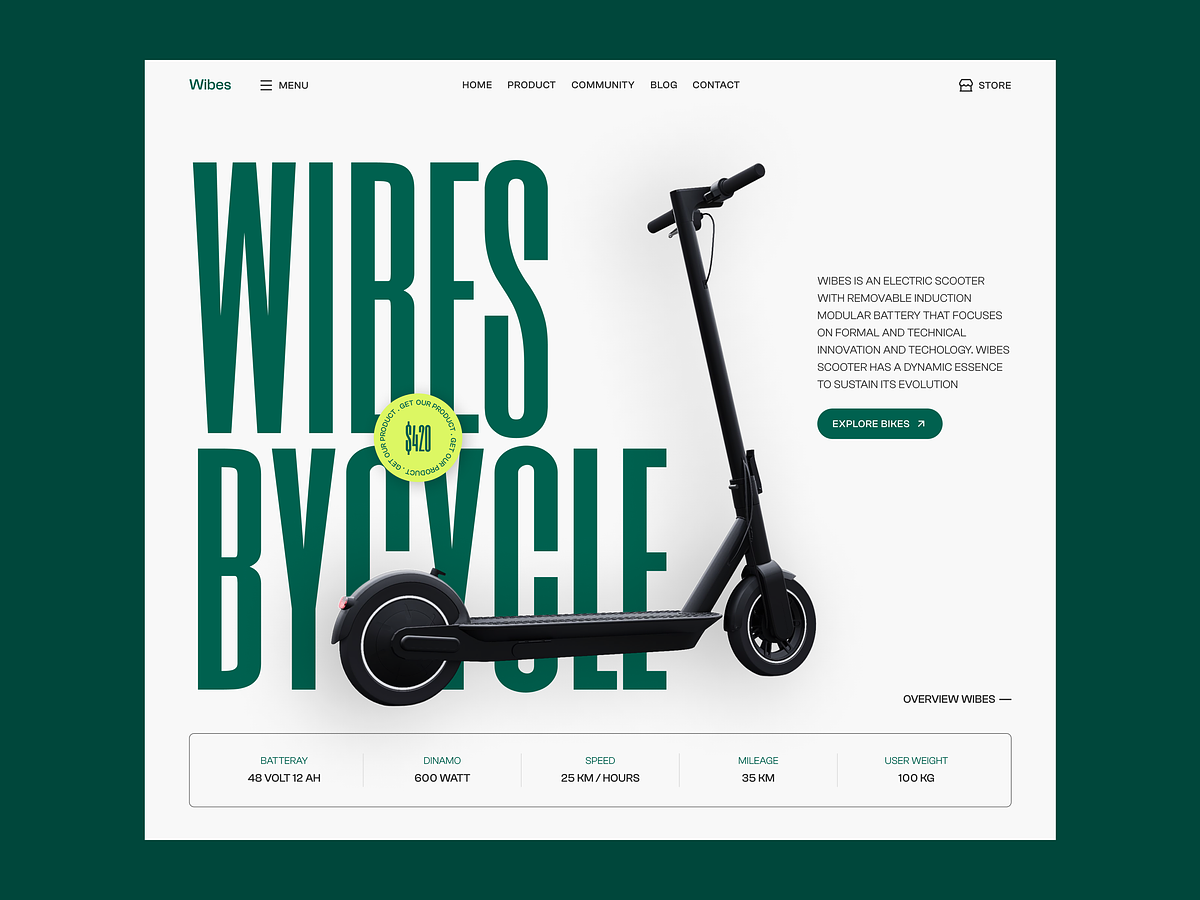 Wibes
MENU
HOME PRODUCT COMMUNITY BLOG CONTACT
STORE
WIBES
BYCYCLE
GET OUR PRODUCT . GET OUR PRODUCT . GET OUR PRODUCT .
$420
WIBES IS AN ELECTRIC SCOOTER
WITH REMOVABLE INDUCTION
MODULAR BATTERY THAT FOCUSES
ON FORMAL AND TECHNICAL
INNOVATION AND TECHOLOGY. WIBES
SCOOTER HAS A DYNAMIC ESSENCE
TO SUSTAIN ITS EVOLUTION
EXPLORE BIKES
OVERVIEW WIBES —
BATTERAY
48 VOLT 12 AH
DINAMO
600 WATT
SPEED
25 KM / HOURS
MILEAGE
35 KM
USER WEIGHT
100 KG